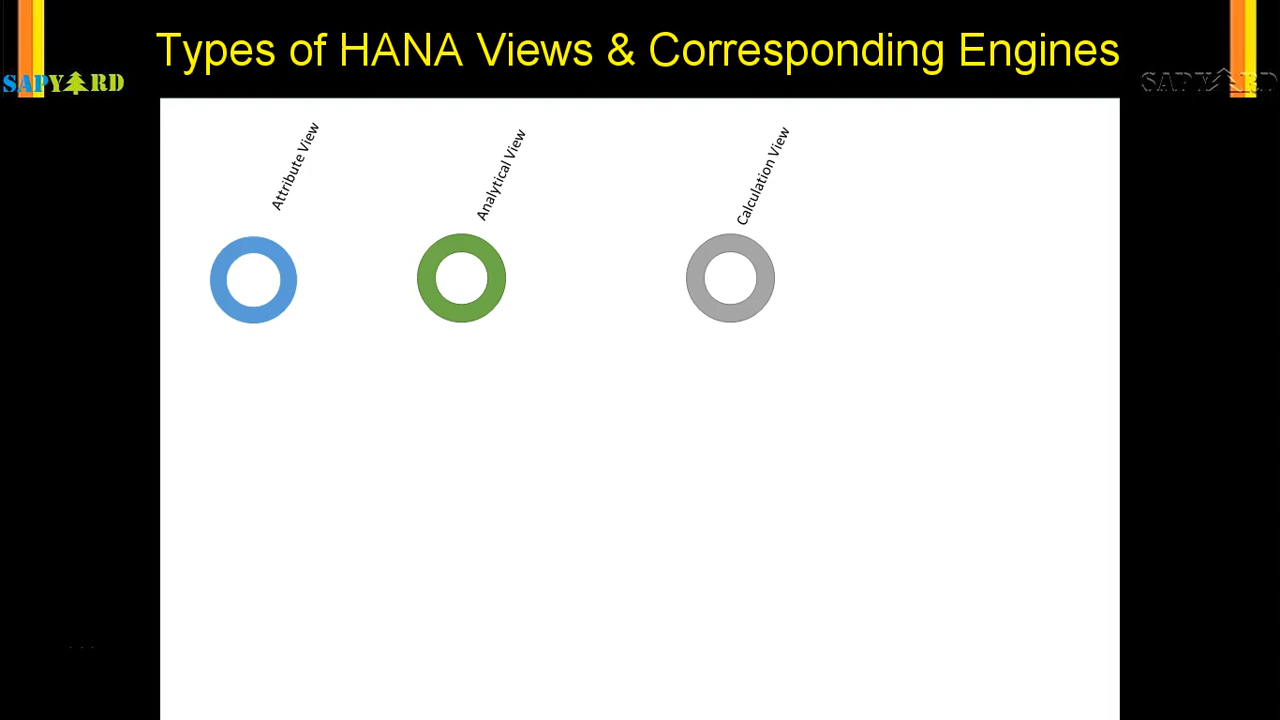 Types of HANA Views & Corresponding Engines
SAPYARD
SAPYARD
Attribute View
Analytical View
Calculation View